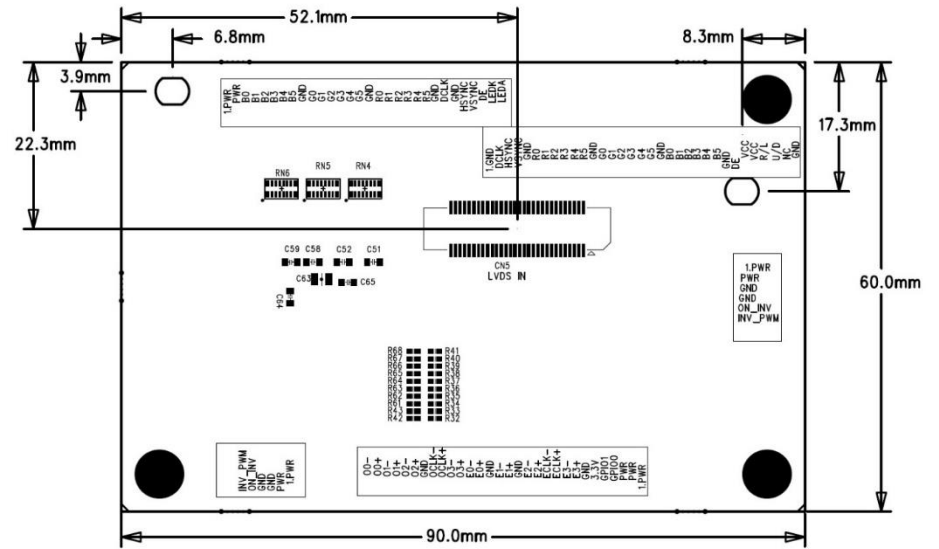 52.1mm
6.8mm
8.3mm
3.9mm
22.3mm
17.3mm
1.PWR
PWR
B0
B1
B2
B3
B4
B5
GND
G0
G1
G2
G3
G4
G5
GND
R0
R1
R2
R3
R4
R5
GND
DCLK
GND
HSYNC
VSYNC
DE
LEDK
LEDA
1.GND
DCLK
HSYNC
VSYNC
GND
R0
R1
R2
R3
R4
R5
GND
G0
G1
G2
G3
G4
G5
GND
B0
B1
B2
B3
B4
B5
GND
DE
VCC
VCC
R/L
U/D
NC
GND
RN6 RN5 RN4
C59 C58 C52 C51
C63 C65
C64
CN5
LVDS IN
1.PWR
PWR
GND
GND
ON_INV
INV_PWM
60.0mm
R68 R41
R67 R40
R66 R39
R65 R38
R64 R37
R63 R36
R62 R35
R61 R34
R43 R33
R42 R32
INV_PWM
ON_INV
GND
GND
PWR
1.PWR
O0-
O0+
O1-
O1+
O2-
O2+
GND
OCLK-
OCLK+
O3-
O3+
E0-
E0+
GND
E1-
E1+
GND
E2-
E2+
ECLK-
ECLK+
E3-
E3+
GND
3.3V
GPIO1
GPIO0
PWR
PWR
1.PWR
90.0mm